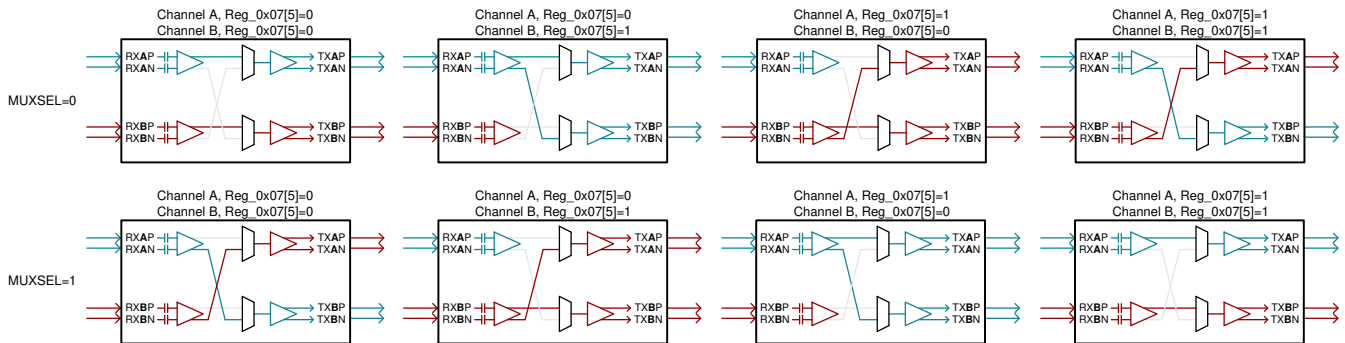 Channel A, Reg_0x07[5]=0 Channel A, Reg_0x07[5]=0 Channel A, Reg_0x07[5]=1 Channel A, Reg_0x07[5]=1
Channel B, Reg_0x07[5]=0 Channel B, Reg_0x07[5]=1 Channel B, Reg_0x07[5]=0 Channel B, Reg_0x07[5]=1
RXAP TXAP RXAP TXAP RXAP TXAP RXAP TXAP
RXAN TXAN RXAN TXAN RXAN TXAN RXAN TXAN
MUXSEL=0
RXBP TXBP RXBP TXBP RXBP TXBP RXBP TXBP
RXBN TXBN RXBN TXBN RXBN TXBN RXBN TXBN
Channel A, Reg_0x07[5]=0 Channel A, Reg_0x07[5]=0 Channel A, Reg_0x07[5]=1 Channel A, Reg_0x07[5]=1
Channel B, Reg_0x07[5]=0 Channel B, Reg_0x07[5]=1 Channel B, Reg_0x07[5]=0 Channel B, Reg_0x07[5]=1
RXAP TXAP RXAP TXAP RXAP TXAP RXAP TXAP
RXAN TXAN RXAN TXAN RXAN TXAN RXAN TXAN
MUXSEL=1
RXBP TXBP RXBP TXBP RXBP TXBP RXBP TXBP
RXBN TXBN RXBN TXBN RXBN TXBN RXBN TXBN